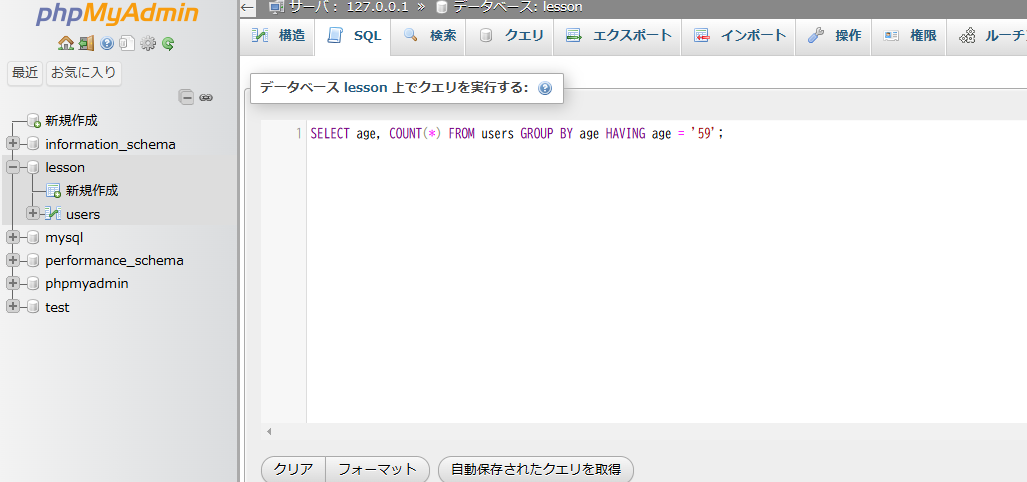 phpMyAdmin
最近 お気に入り
新規作成
information_schema
lesson
新規作成
users
mysql
performance_schema
phpmyadmin
test
サーバ: 127.0.0.1 » データベース: lesson
構造 SQL 検索 クエリ エクスポート インポート 操作 権限
データベース lesson 上でクエリを実行する:
1 SELECT age, COUNT(*) FROM users GROUP BY age HAVING age = '59';
クリア フォーマット 自動保存されたクエリを取得